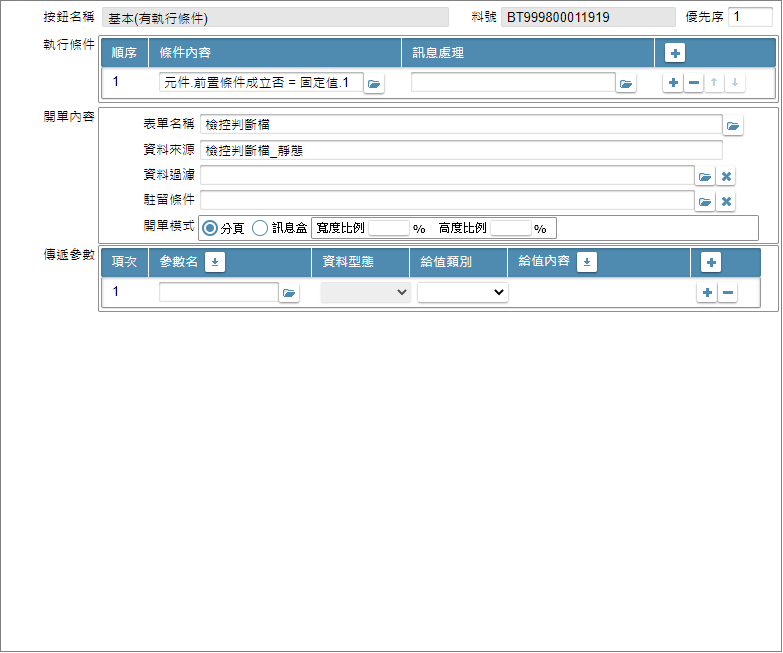 按鈕名稱 基本(有執行條件) 料號 BT999800011919 優先序 1
執行條件 順序 條件內容 訊息處理
1 元件.前置條件成立否 = 固定值.1
開單內容 表單名稱 檢控判斷檔
資料來源 檢控判斷檔_靜態
資料過濾
駐留條件
開單模式 分頁 訊息盒 寬度比例 % 高度比例 %
傳遞參數 項次 參數名 資料型態 給值類別 給值內容
1